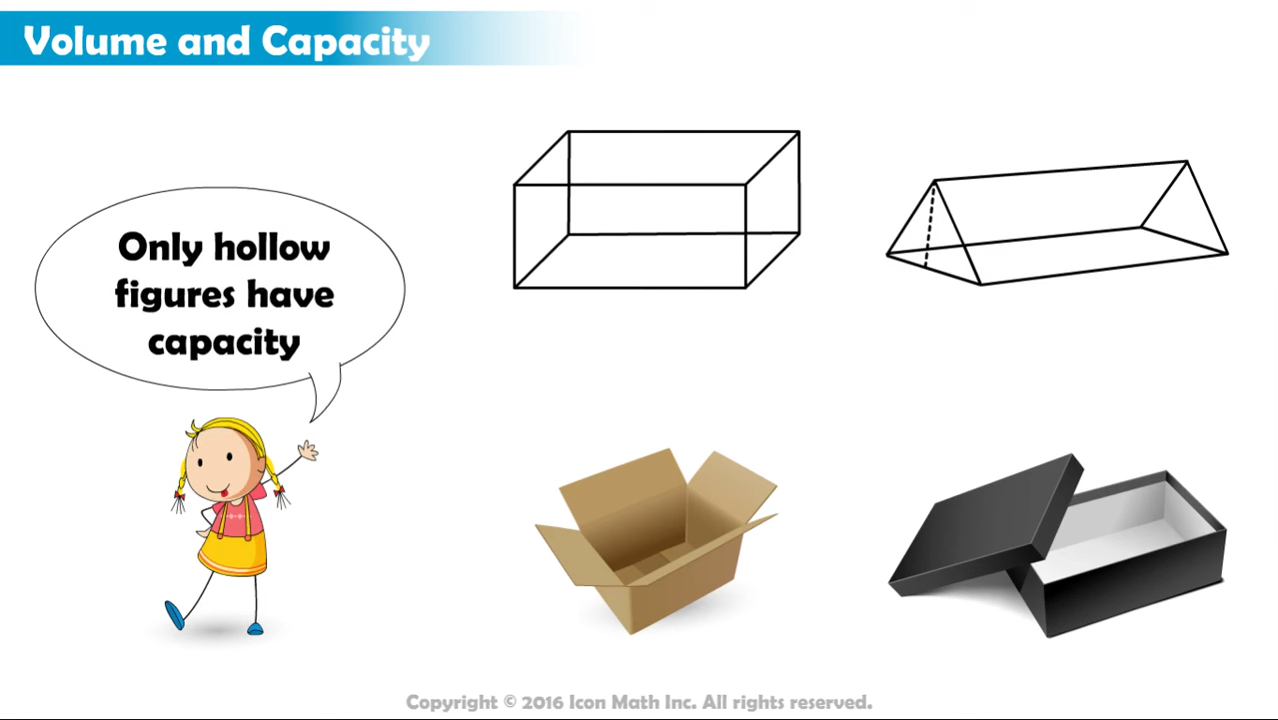 Volume and Capacity
Only hollow
figures have
capacity
Copyright © 2016 Icon Math Inc. All rights reserved.